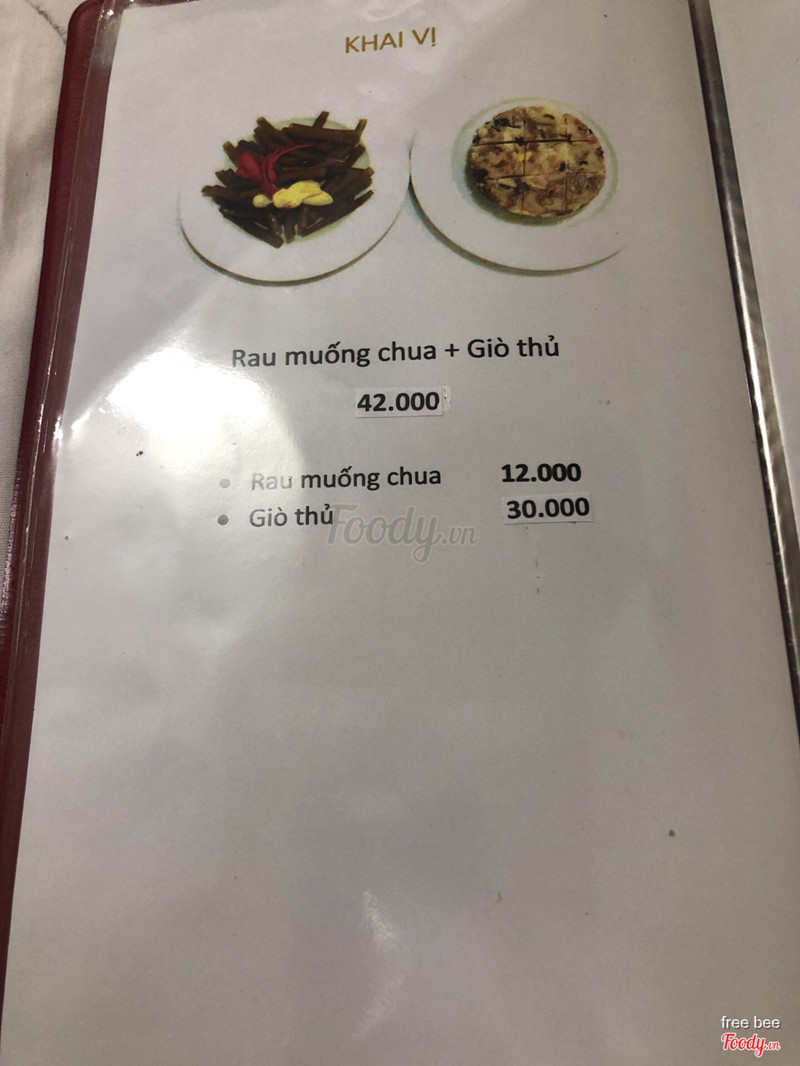 KHAI VỊ
Rau muống chua + Giò thủ
42.000
• Rau muống chua 12.000
• Giò thủ 30.000
Foody.vn
free bee
Foody.vn